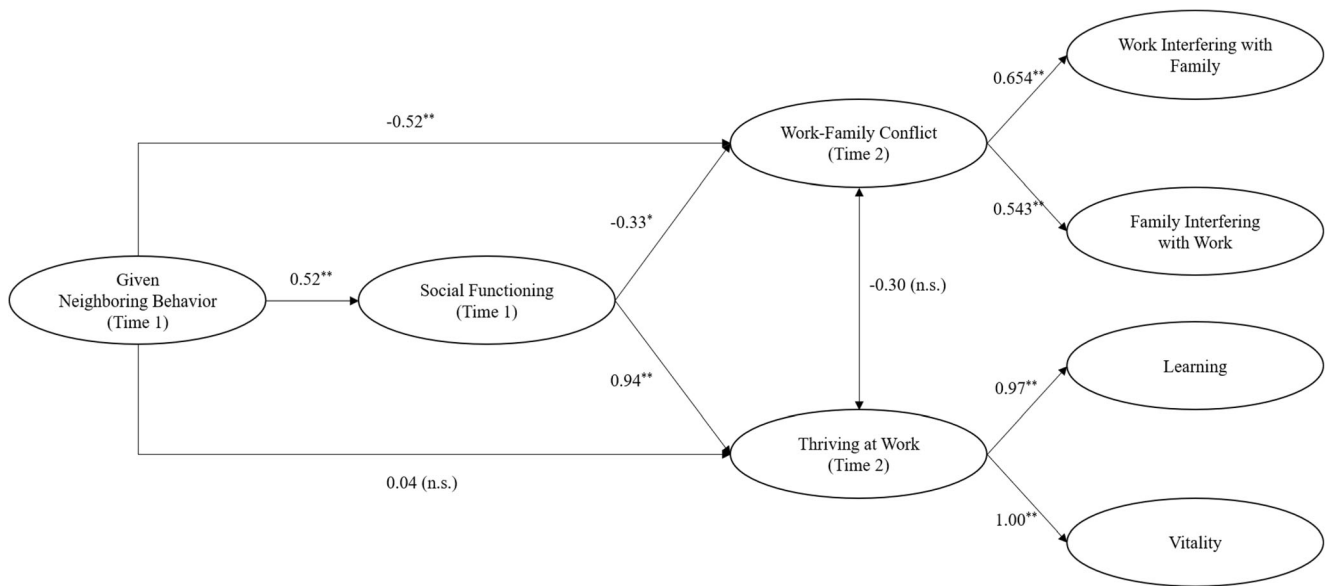 Work Interfering with
Family
0.654**
-0.52**
Work-Family Conflict
(Time 2)
0.543**
-0.33*
Family Interfering
with Work
Given
Neighboring Behavior
(Time 1)
0.52**
Social Functioning
(Time 1)
-0.30 (n.s.)
0.94**
0.97**
Learning
Thriving at Work
(Time 2)
0.04 (n.s.)
1.00**
Vitality